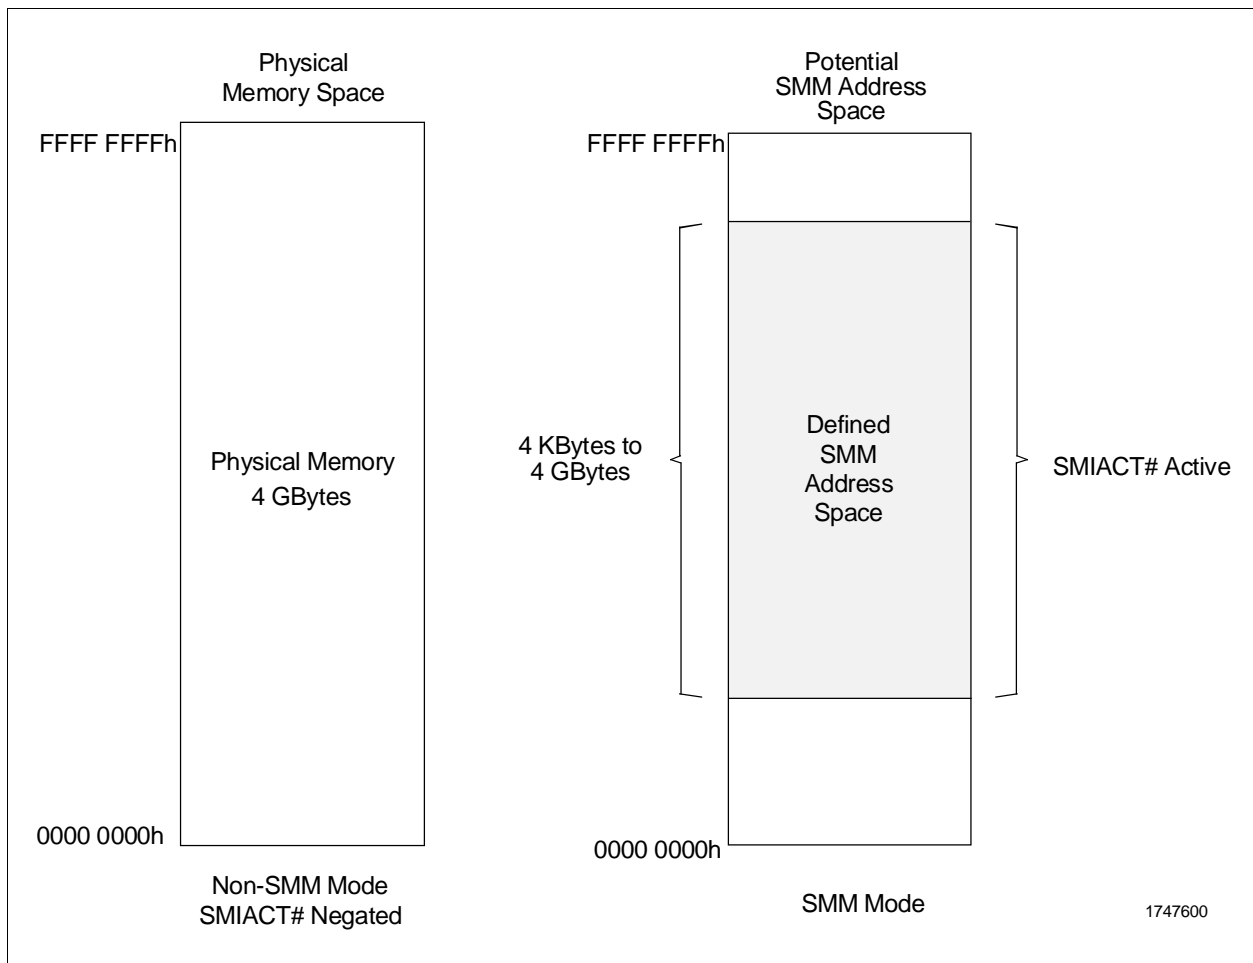 Physical
Memory Space
FFFF FFFFh
Physical Memory
4 GBytes
0000 0000h
Non-SMM Mode
SMIACT# Negated
Potential
SMM Address
Space
FFFF FFFFh
4 KBytes to
4 GBytes
Defined
SMM
Address
Space
SMIACT# Active
0000 0000h
SMM Mode
1747600